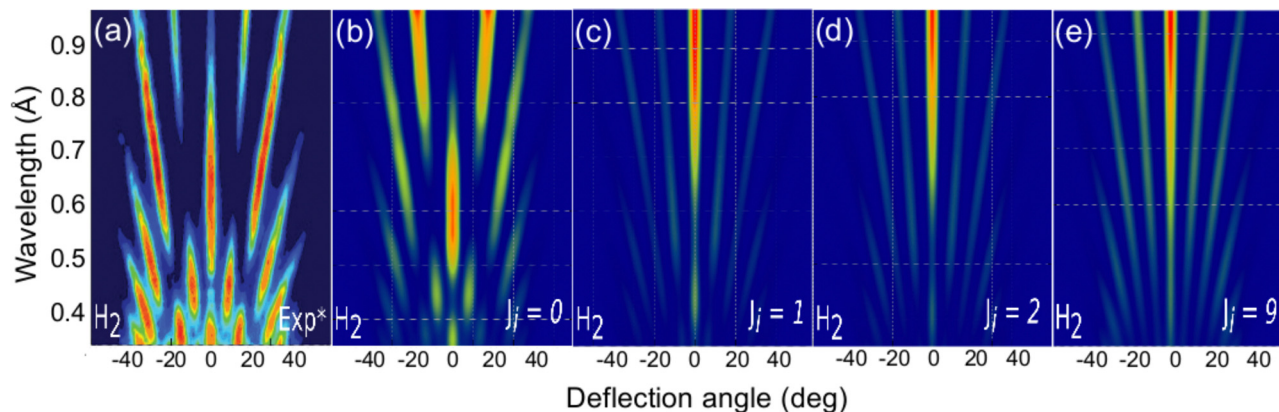 (a) (b) (c) (d) (e)
Wavelength (Å)
0.9
0.8
0.7
0.6
0.5
0.4
H2 Exp* H2 Ji = 0 H2 Ji = 1 H2 Ji = 2 H2 Ji = 9
-40 -20 0 20 40 -40 -20 0 20 40 -40 -20 0 20 40 -40 -20 0 20 40 -40 -20 0 20 40
Deflection angle (deg)